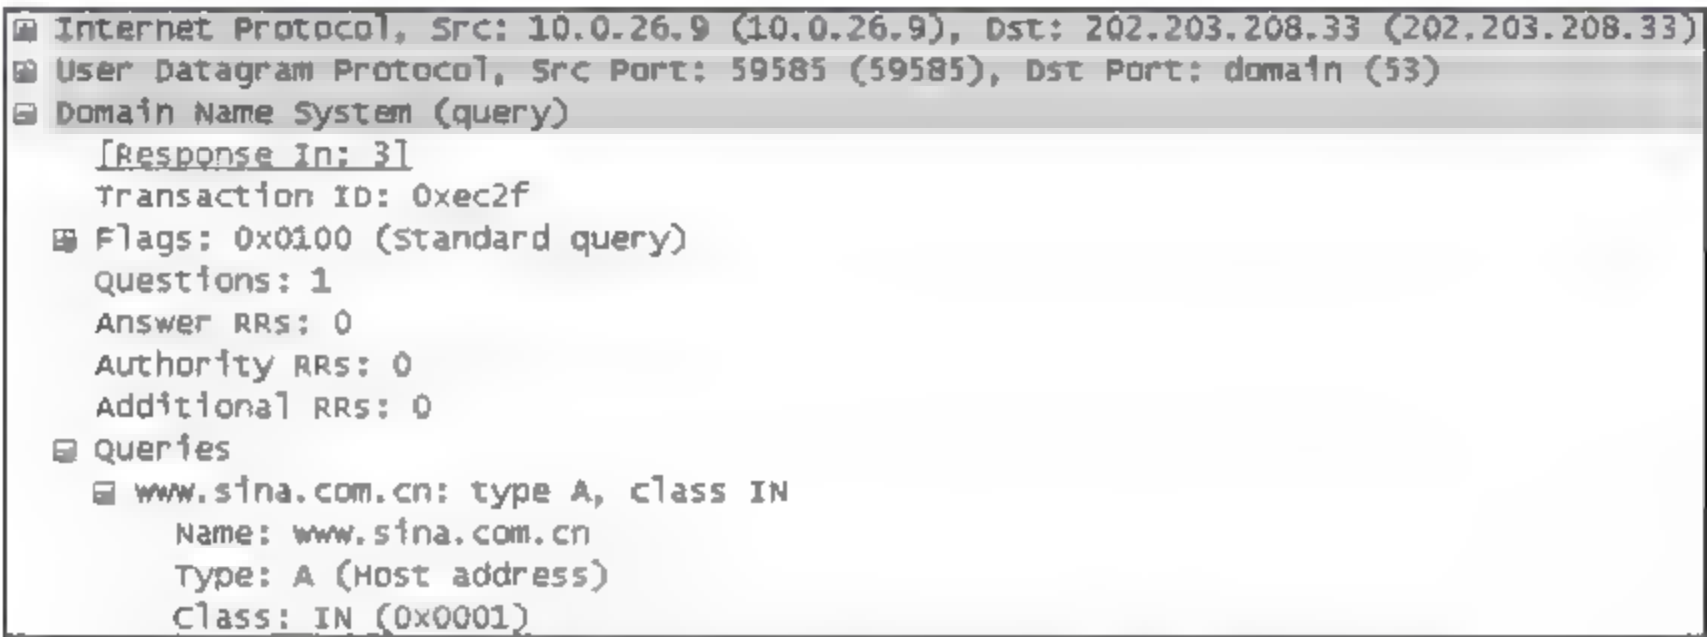 Internet Protocol, Src: 10.0.26.9 (10.0.26.9), Dst: 202.203.208.33 (202.203.208.33)
User Datagram Protocol, Src Port: 59585 (59585), Dst Port: domain (53)
Domain Name System (query)
[Response In: 3]
Transaction ID: 0xec2f
Flags: 0x0100 (Standard query)
Questions: 1
Answer RRs: 0
Authority RRs: 0
Additional RRs: 0
Queries
www.sina.com.cn: type A, class IN
Name: www.sina.com.cn
Type: A (Host address)
Class: IN (0x0001)